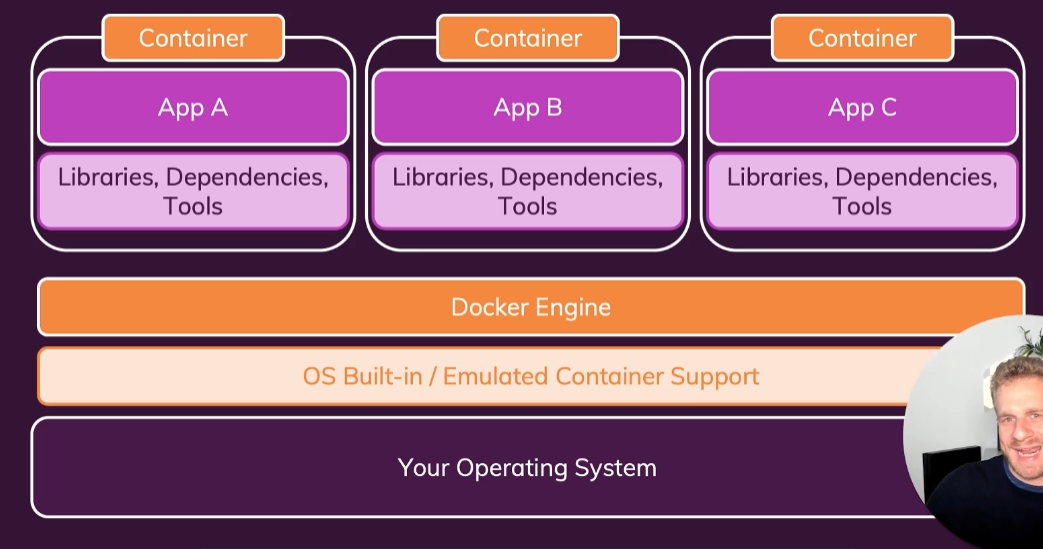 Container Container Container
App A App B App C
Libraries, Dependencies, Libraries, Dependencies, Libraries, Dependencies,
Tools Tools Tools
Docker Engine
OS Built-in / Emulated Container Support
Your Operating System